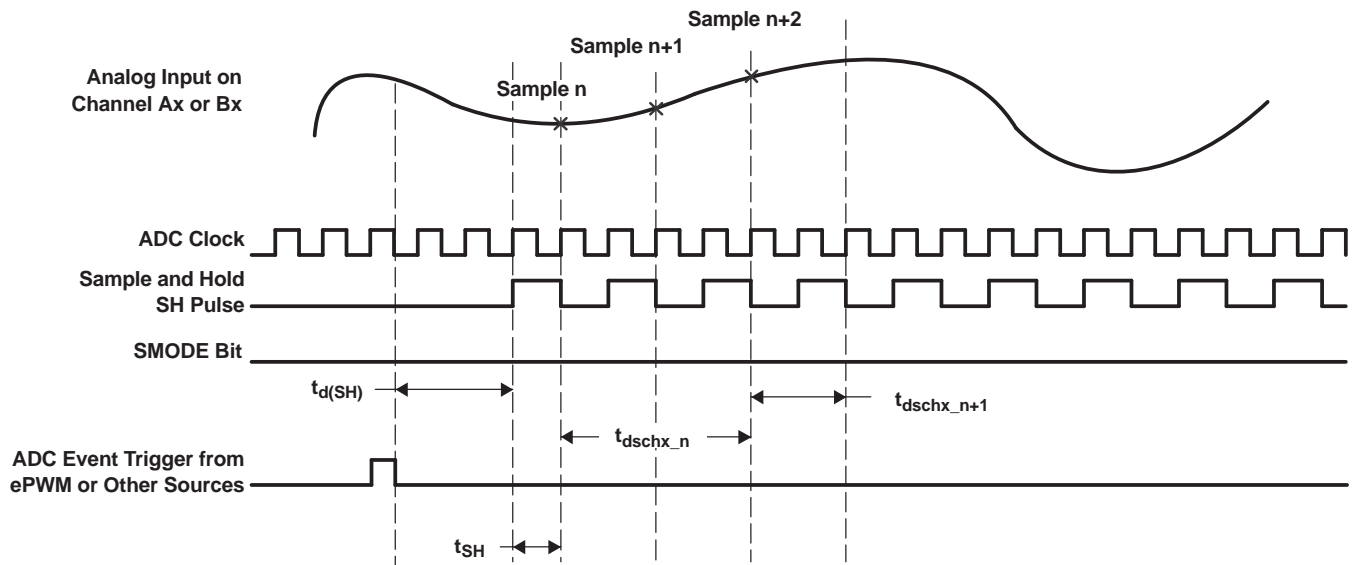 Sample n+2
Sample n+1
Analog Input on
Channel Ax or Bx
Sample n
ADC Clock
Sample and Hold
SH Pulse
SMODE Bit
td(SH)
tdschx_n+1
tdschx_n
ADC Event Trigger from
ePWM or Other Sources
tSH